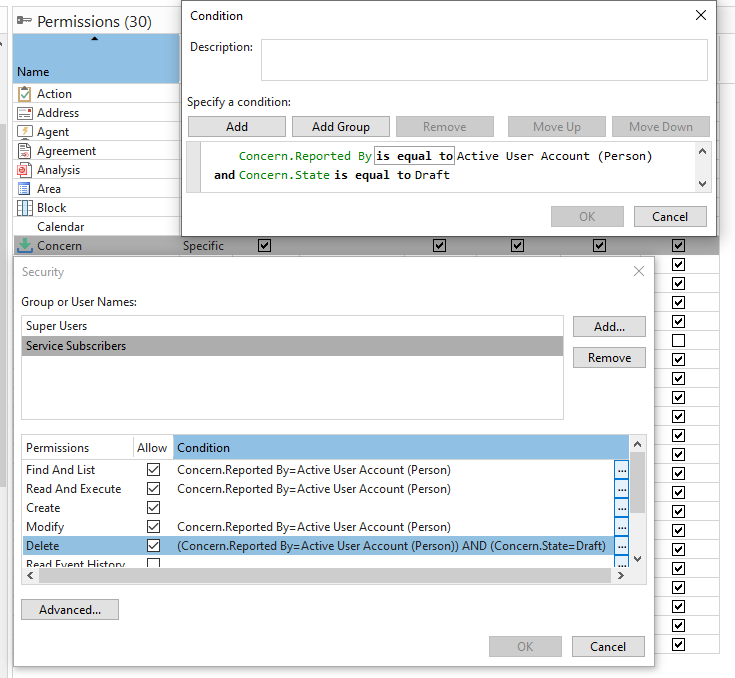 Permissions (30)
Name
Action
Address
Agent
Agreement
Analysis
Area
Block
Calendar
Concern Specific
Condition
Description:
Specify a condition:
Add Add Group Remove Move Up Move Down
Concern.Reported By is equal to Active User Account (Person)
and Concern.State is equal to Draft
OK Cancel
Security
Group or User Names:
Super Users
Service Subscribers
Add...
Remove
Permissions Allow Condition
Find And List Concern.Reported By=Active User Account (Person)
Read And Execute Concern.Reported By=Active User Account (Person)
Create
Modify Concern.Reported By=Active User Account (Person)
Delete (Concern.Reported By=Active User Account (Person)) AND (Concern.State=Draft)
Read Event History
Advanced...
OK Cancel